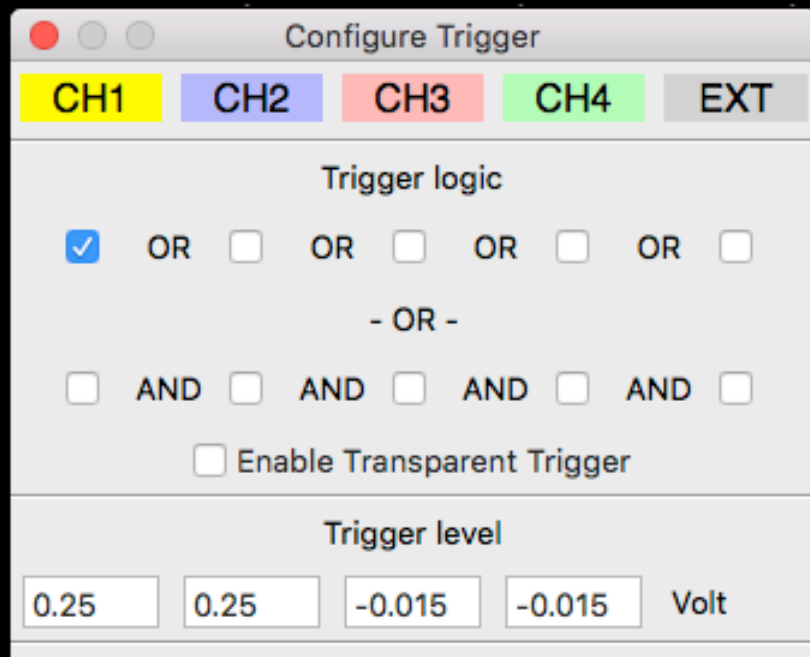 Configure Trigger
CH1 CH2 CH3 CH4 EXT
Trigger logic
OR OR OR OR
- OR -
AND AND AND AND
Enable Transparent Trigger
Trigger level
0.25 0.25 -0.015 -0.015 Volt